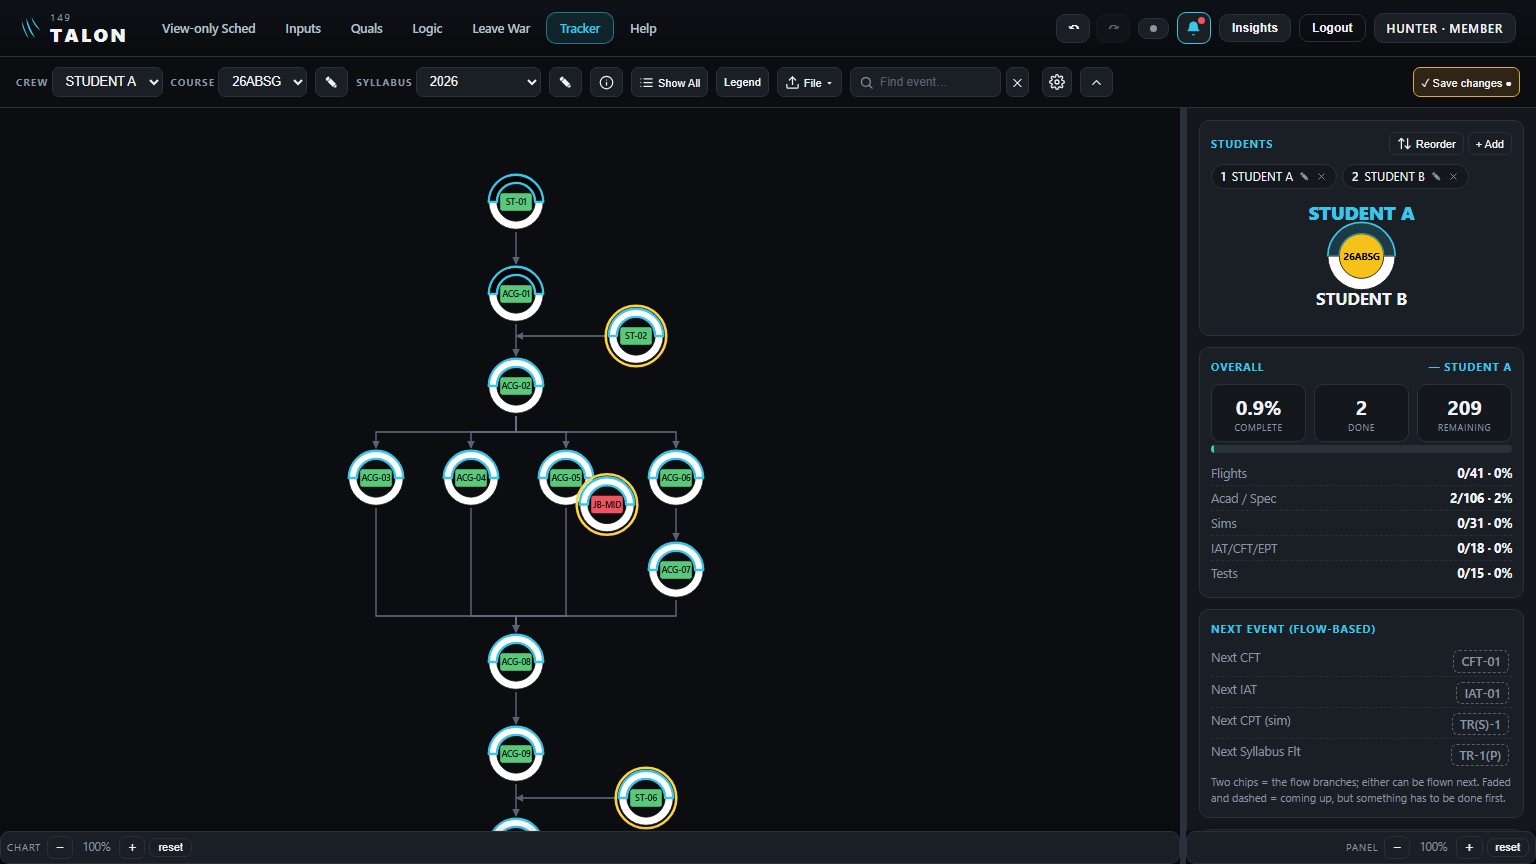 149
TALON
View-only Sched
Inputs
Quals
Logic
Leave War
Tracker
Help
Insights
Logout
HUNTER · MEMBER
CREW
STUDENT A
COURSE
26ABSG
SYLLABUS
2026
Show All
Legend
File
Find event...
✓ Save changes ●
ST-01
ACG-01
ST-02
ACG-02
ACG-03
ACG-04
ACG-05
ACG-06
JB-MID
ACG-07
ACG-08
ACG-09
ST-06
CHART
− 100% + reset
STUDENTS
Reorder
+ Add
1 STUDENT A
2 STUDENT B
STUDENT A
26ABSG
STUDENT B
OVERALL
— STUDENT A
0.9%
COMPLETE
2
DONE
209
REMAINING
Flights 0/41 · 0%
Acad / Spec 2/106 · 2%
Sims 0/31 · 0%
IAT/CFT/EPT 0/18 · 0%
Tests 0/15 · 0%
NEXT EVENT (FLOW-BASED)
Next CFT CFT-01
Next IAT IAT-01
Next CPT (sim) TR(S)-1
Next Syllabus Flt TR-1(P)
Two chips = the flow branches; either can be flown next. Faded
and dashed = coming up, but something has to be done first.
PANEL
− 100% + reset